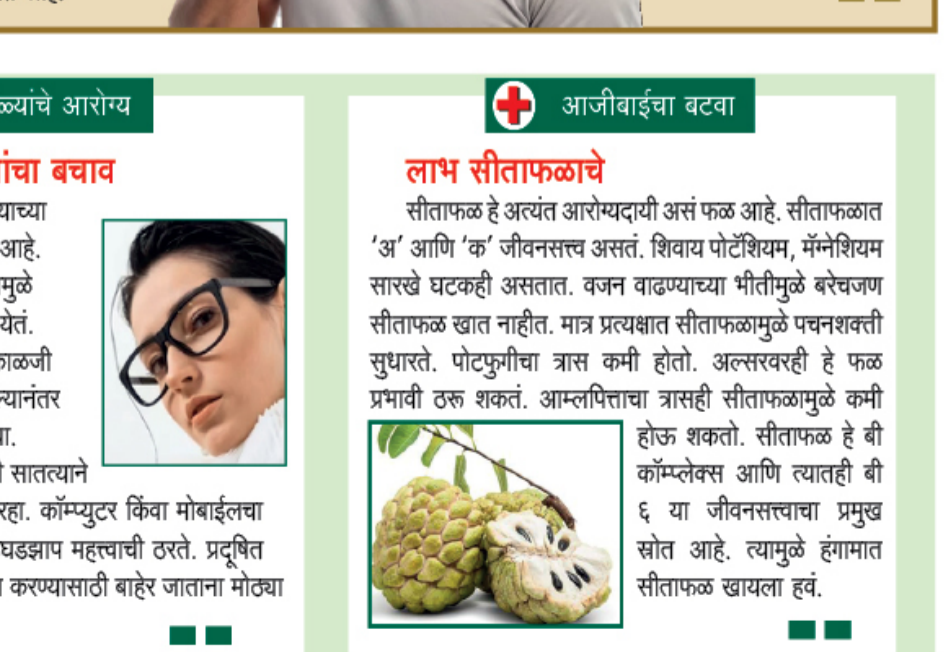 ळ्यांचे आरोग्य
ांचा बचाव
याच्या
आहे.
मुळे
येतं.
काळजी
ल्यानंतर
ा.
ी सातत्याने
रहा. कॉम्प्युटर किंवा मोबाईलचा
घडझाप महत्त्वाची ठरते. प्रदूषित
करण्यासाठी बाहेर जाताना मोठ्या
आजीबाईचा बटवा
लाभ सीताफळाचे
सीताफळ हे अत्यंत आरोग्यदायी असं फळ आहे. सीताफळात
‘अ’ आणि ‘क’ जीवनसत्त्व असतं. शिवाय पोटॅशियम, मॅग्नेशियम
सारखे घटकही असतात. वजन वाढण्याच्या भीतीमुळे बरेचजण
सीताफळ खात नाहीत. मात्र प्रत्यक्षात सीताफळामुळे पचनशक्ती
सुधारते. पोटफुगीचा त्रास कमी होतो. अल्सरवरही हे फळ
प्रभावी ठरू शकतं. आम्लपित्ताचा त्रासही सीताफळामुळे कमी
होऊ शकतो. सीताफळ हे बी
कॉम्प्लेक्स आणि त्यातही बी
६ या जीवनसत्त्वाचा प्रमुख
स्रोत आहे. त्यामुळे हंगामात
सीताफळ खायला हवं.